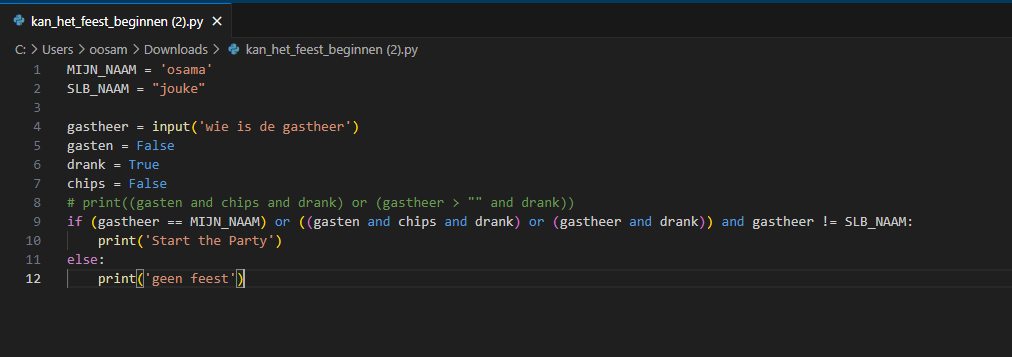 kan_het_feest_beginnen (2).py ×
C: > Users > oosam > Downloads > kan_het_feest_beginnen (2).py
1 MIJN_NAAM = 'osama'
2 SLB_NAAM = "jouke"
3
4 gastheer = input('wie is de gastheer')
5 gasten = False
6 drank = True
7 chips = False
8 # print((gasten and chips and drank) or (gastheer > "" and drank))
9 if (gastheer == MIJN_NAAM) or ((gasten and chips and drank) or (gastheer and drank)) and gastheer != SLB_NAAM:
10     print('Start the Party')
11 else:
12     print('geen feest')